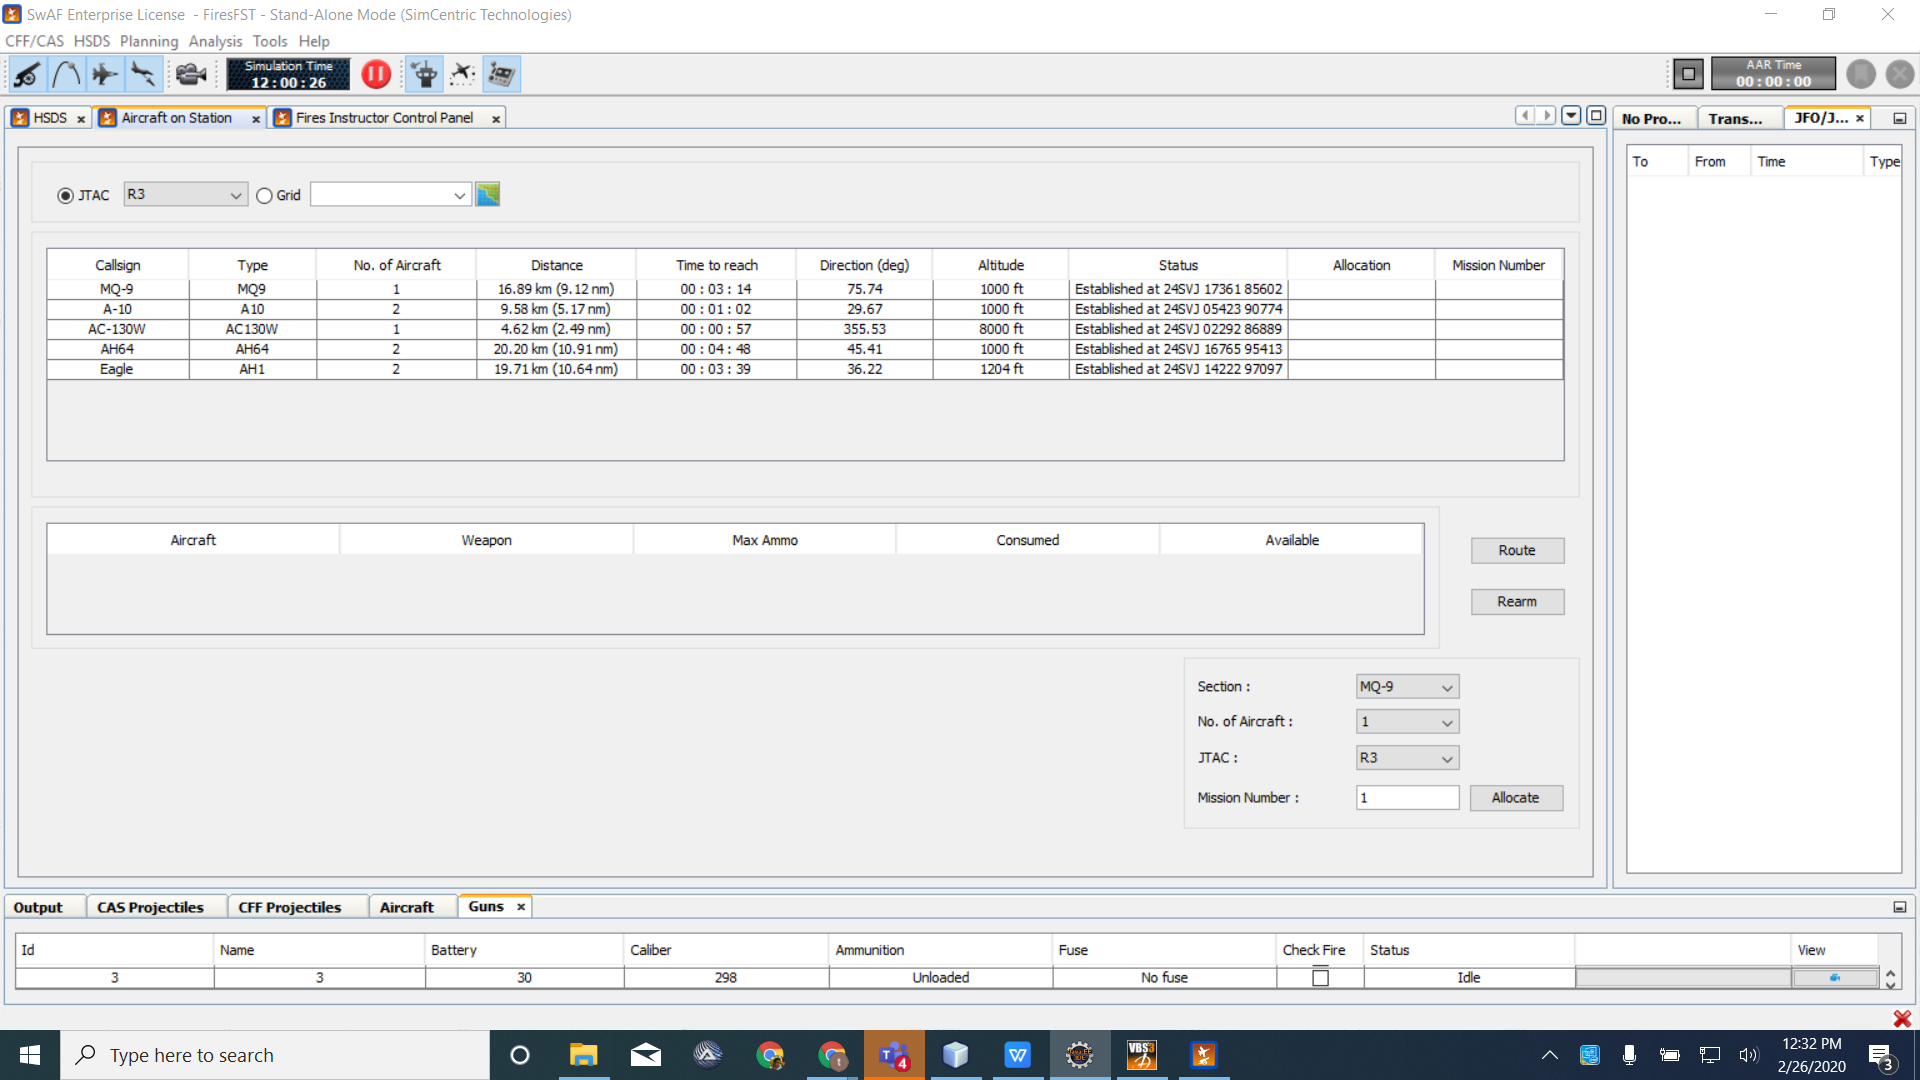 SwAF Enterprise License - FiresFST - Stand-Alone Mode (SimCentric Technologies)
CFF/CAS HSDS Planning Analysis Tools Help
Simulation Time
12:00:26
AAR Time
00:00:00
HSDS Aircraft on Station Fires Instructor Control Panel
No Pro... Trans... JFO/J...
To From Time Type
JTAC R3 Grid
Callsign Type No. of Aircraft Distance Time to reach Direction (deg) Altitude Status Allocation Mission Number
MQ-9 MQ9 1 16.89 km (9.12 nm) 00 : 03 : 14 75.74 1000 ft Established at 24SVJ 17361 85602
A-10 A10 2 9.58 km (5.17 nm) 00 : 01 : 02 29.67 1000 ft Established at 24SVJ 05423 90774
AC-130W AC130W 1 4.62 km (2.49 nm) 00 : 00 : 57 355.53 8000 ft Established at 24SVJ 02292 86889
AH64 AH64 2 20.20 km (10.91 nm) 00 : 04 : 48 45.41 1000 ft Established at 24SVJ 16765 95413
Eagle AH1 2 19.71 km (10.64 nm) 00 : 03 : 39 36.22 1204 ft Established at 24SVJ 14222 97097
Aircraft Weapon Max Ammo Consumed Available
Route
Rearm
Section : MQ-9
No. of Aircraft : 1
JTAC : R3
Mission Number : 1 Allocate
Output CAS Projectiles CFF Projectiles Aircraft Guns
Id Name Battery Caliber Ammunition Fuse Check Fire Status View
3 3 30 298 Unloaded No fuse Idle
Type here to search
4
VBS3
12:32 PM
2/26/2020
3